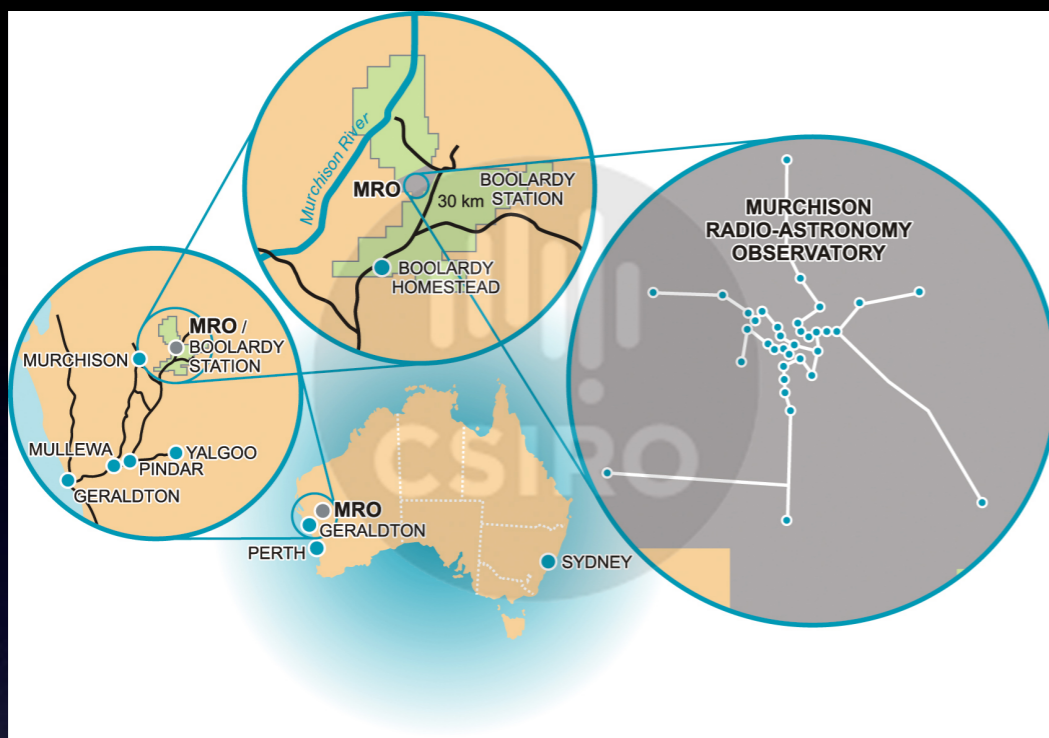 Murchison River
MRO
30 km
BOOLARDY
STATION
BOOLARDY
HOMESTEAD
MURCHISON
RADIO-ASTRONOMY
OBSERVATORY
MRO /
BOOLARDY
STATION
MURCHISON
MULLEWA
YALGOO
PINDAR
GERALDTON
CSIRO
MRO
GERALDTON
PERTH
SYDNEY